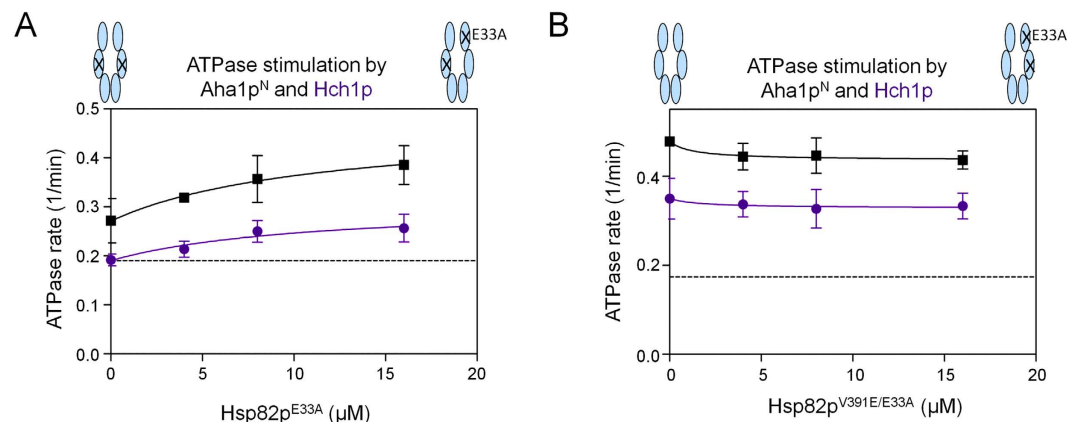 A
E33A
ATPase stimulation by
Aha1pᴺ and Hch1p
0.5
0.4
0.3
0.2
0.1
0.0
ATPase rate (1/min)
0 5 10 15 20
Hsp82pᴱ³³ᴬ (µM)
B
E33A
ATPase stimulation by
Aha1pᴺ and Hch1p
0.4
0.2
0.0
ATPase rate (1/min)
0 5 10 15 20
Hsp82pⱽ³⁹¹ᴱ/ᴱ³³ᴬ (µM)